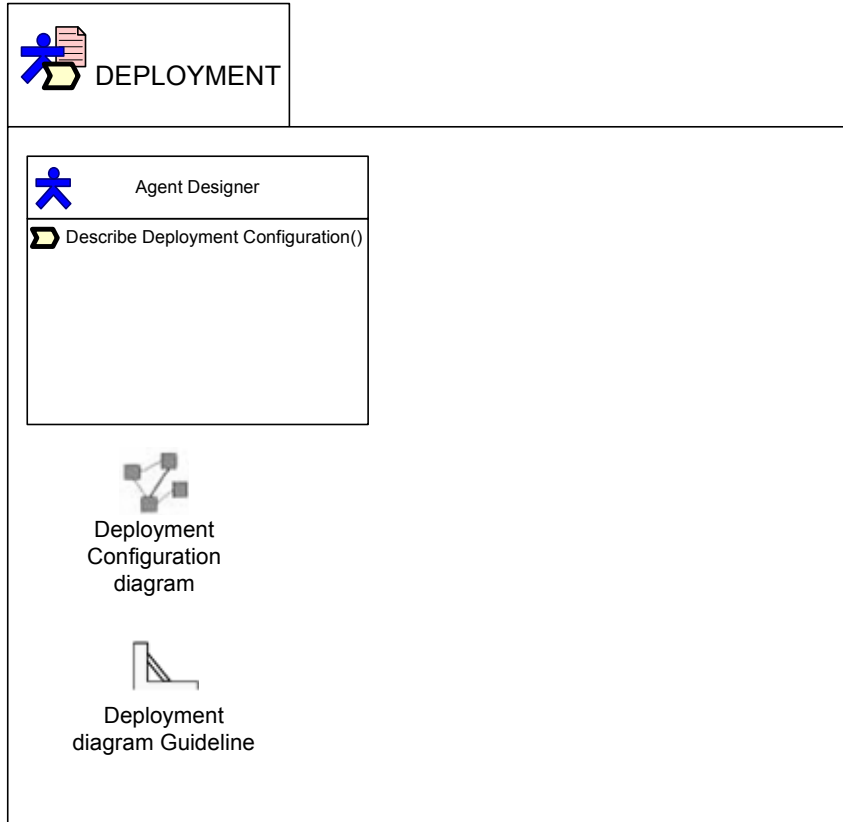 DEPLOYMENT
Agent Designer
Describe Deployment Configuration()
Deployment
Configuration
diagram
Deployment
diagram Guideline